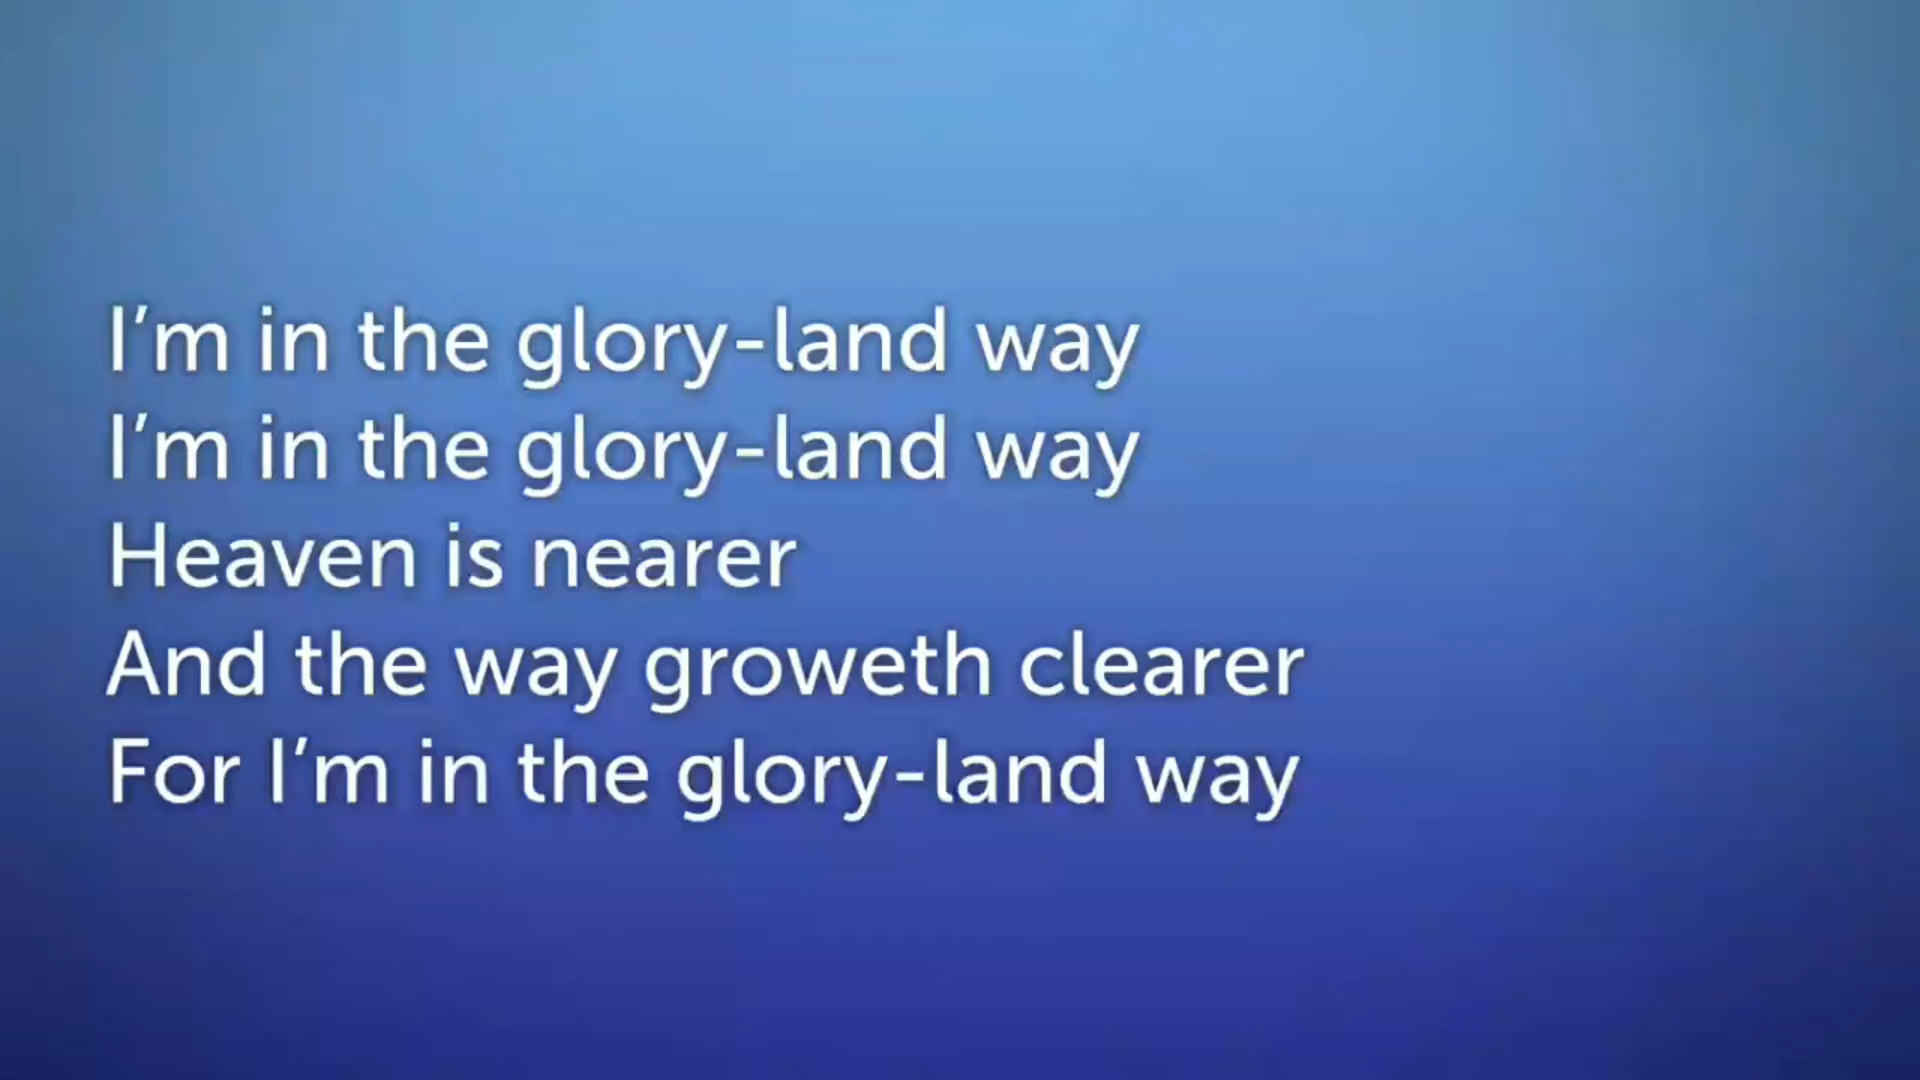 I’m in the glory-land way
I’m in the glory-land way
Heaven is nearer
And the way groweth clearer
For I’m in the glory-land way